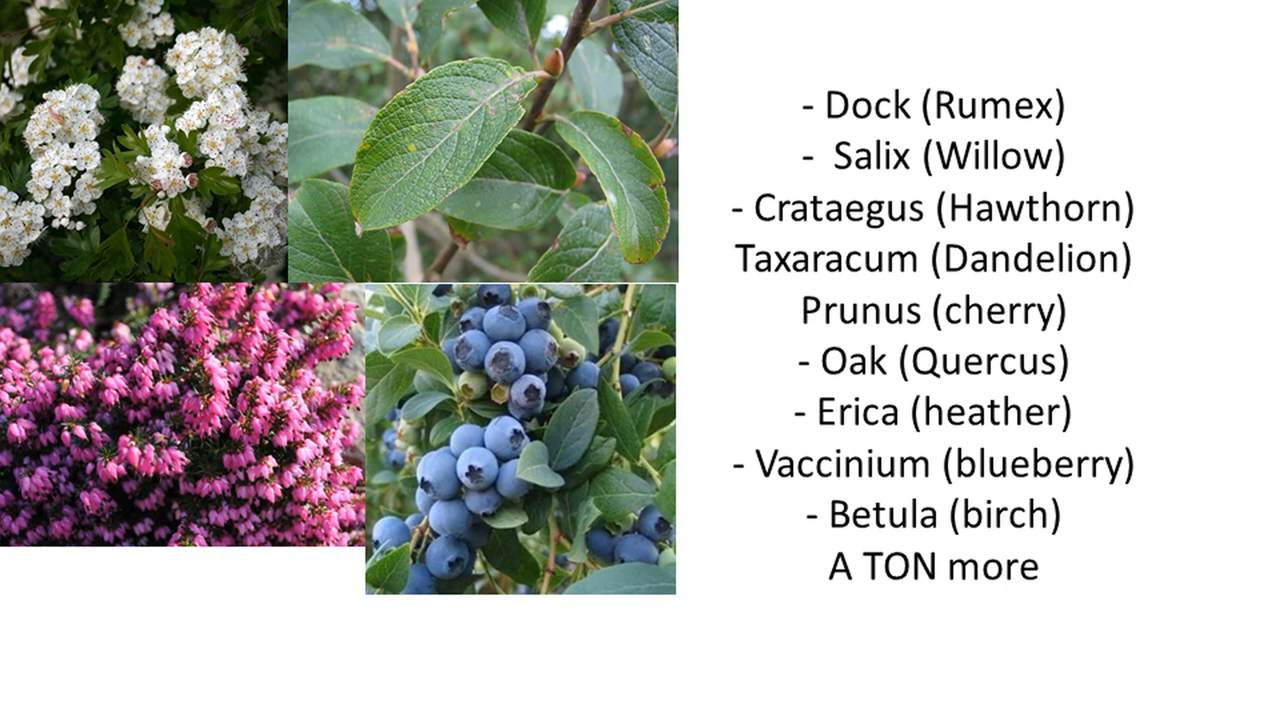 - Dock (Rumex)
-  Salix (Willow)
- Crataegus (Hawthorn)
Taxaracum (Dandelion)
Prunus (cherry)
- Oak (Quercus)
- Erica (heather)
- Vaccinium (blueberry)
- Betula (birch)
A TON more